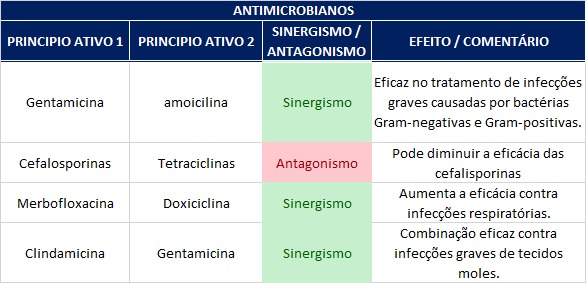 ANTIMICROBIANOS
PRINCIPIO ATIVO 1 PRINCIPIO ATIVO 2 SINERGISMO / ANTAGONISMO EFEITO / COMENTÁRIO
Gentamicina amoicilina Sinergismo Eficaz no tratamento de infecções
graves causadas por bactérias
Gram-negativas e Gram-positivas.
Cefalosporinas Tetraciclinas Antagonismo Pode diminuir a eficácia das
cefalisporinas
Merbofloxacina Doxiciclina Sinergismo Aumenta a eficácia contra
infecções respiratórias.
Clindamicina Gentamicina Sinergismo Combinação eficaz contra
infecções graves de tecidos
moles.